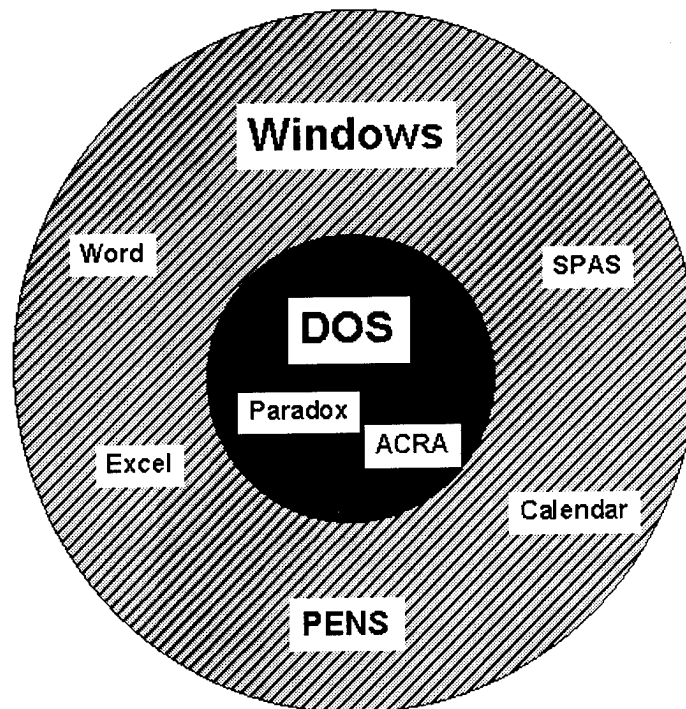 Windows
Word
SPAS
DOS
Paradox
ACRA
Excel
Calendar
PENS